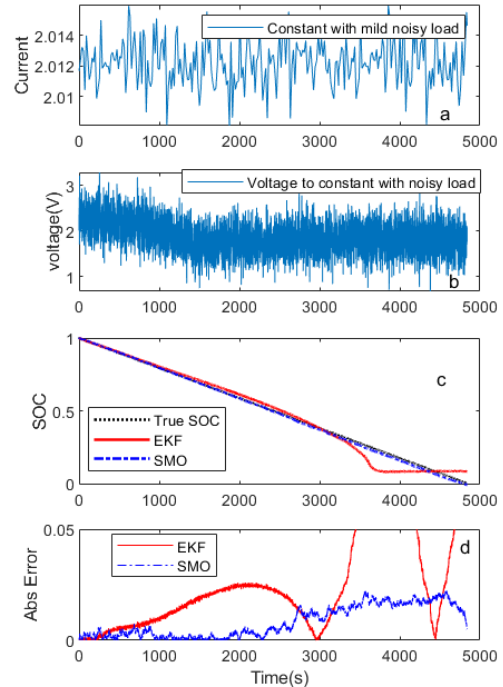 2.016
Constant with mild noisy load
2.014
2.012
2.01
Current
a
0 1000 2000 3000 4000 5000
Voltage to constant with noisy load
3
2
1
voltage(V)
b
0 1000 2000 3000 4000 5000
1
0.5
0
SOC
c
True SOC
EKF
SMO
0 1000 2000 3000 4000 5000
0.05
0
Abs Error
EKF
SMO
d
0 1000 2000 3000 4000 5000
Time(s)